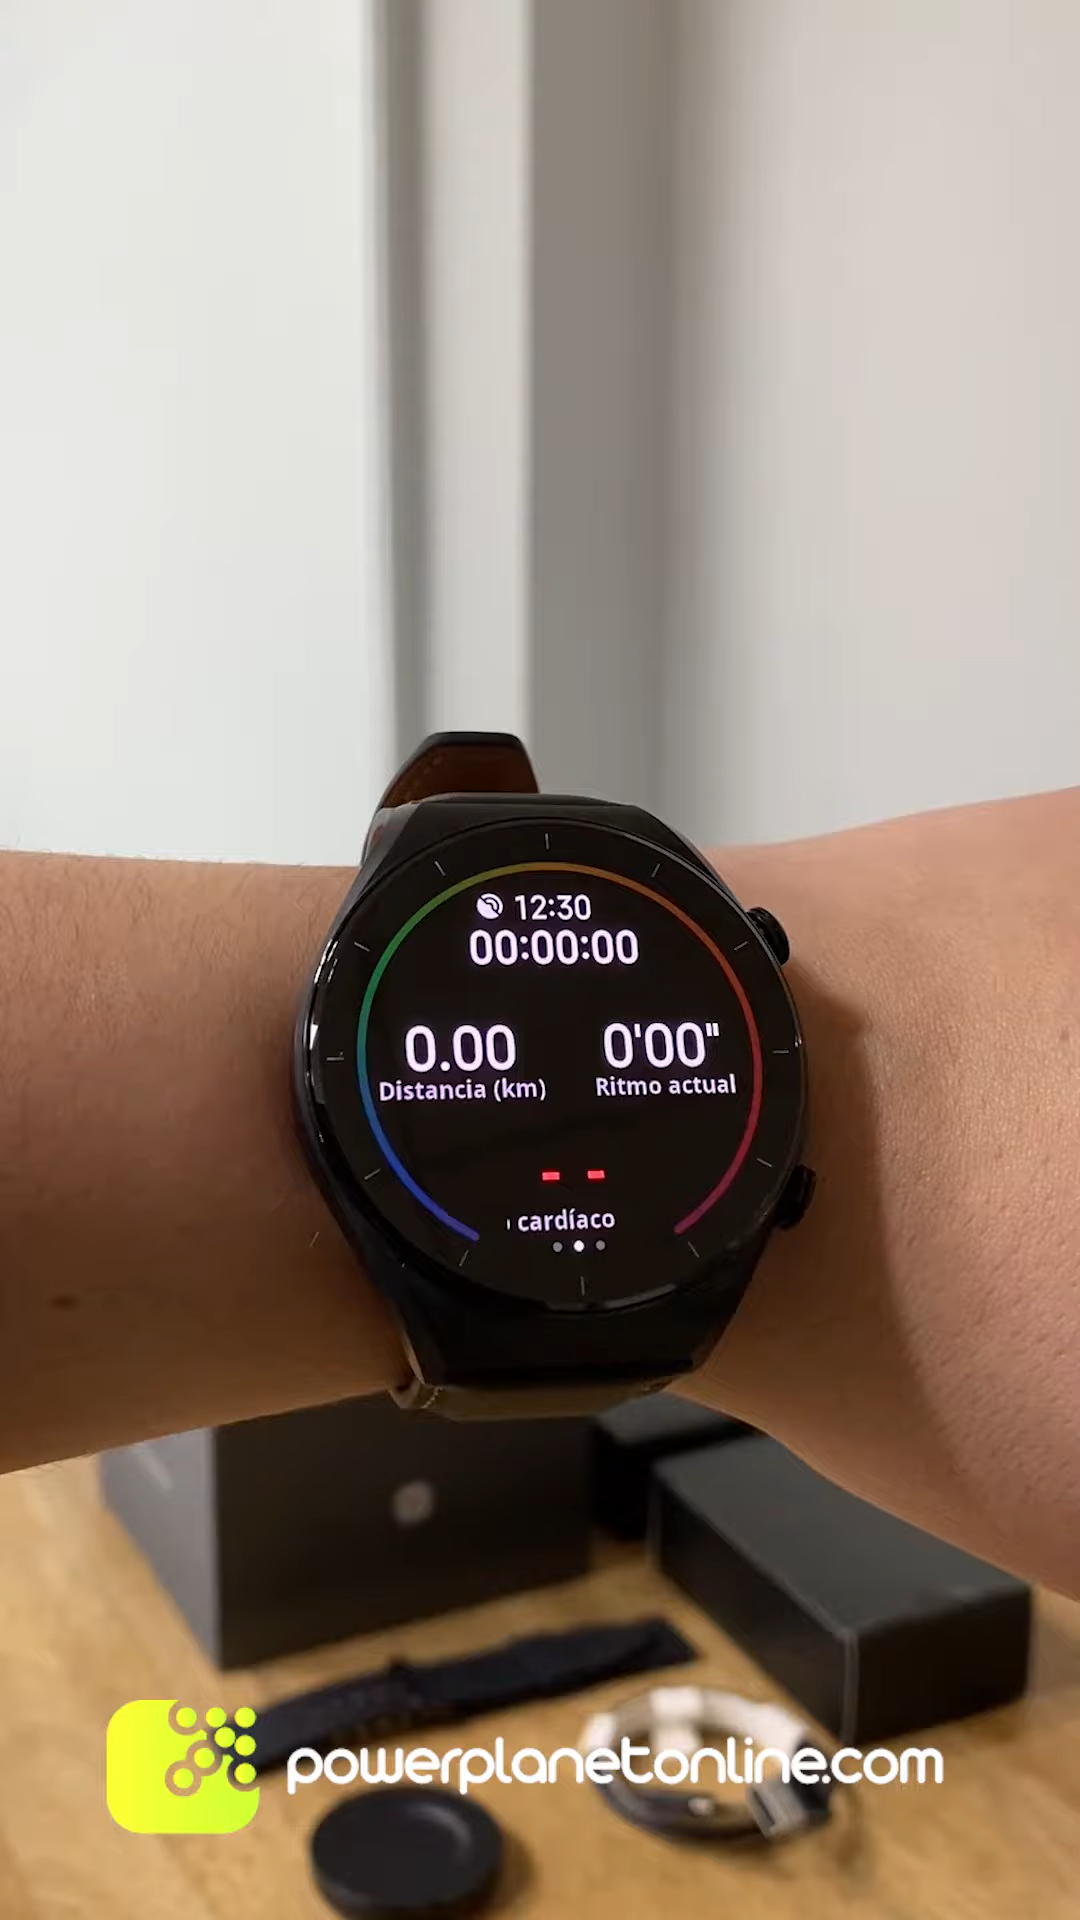 12:30
00:00:00
0.00
0'00"
Distancia (km)
Ritmo actual
- -
cardíaco
powerplanetonline.com